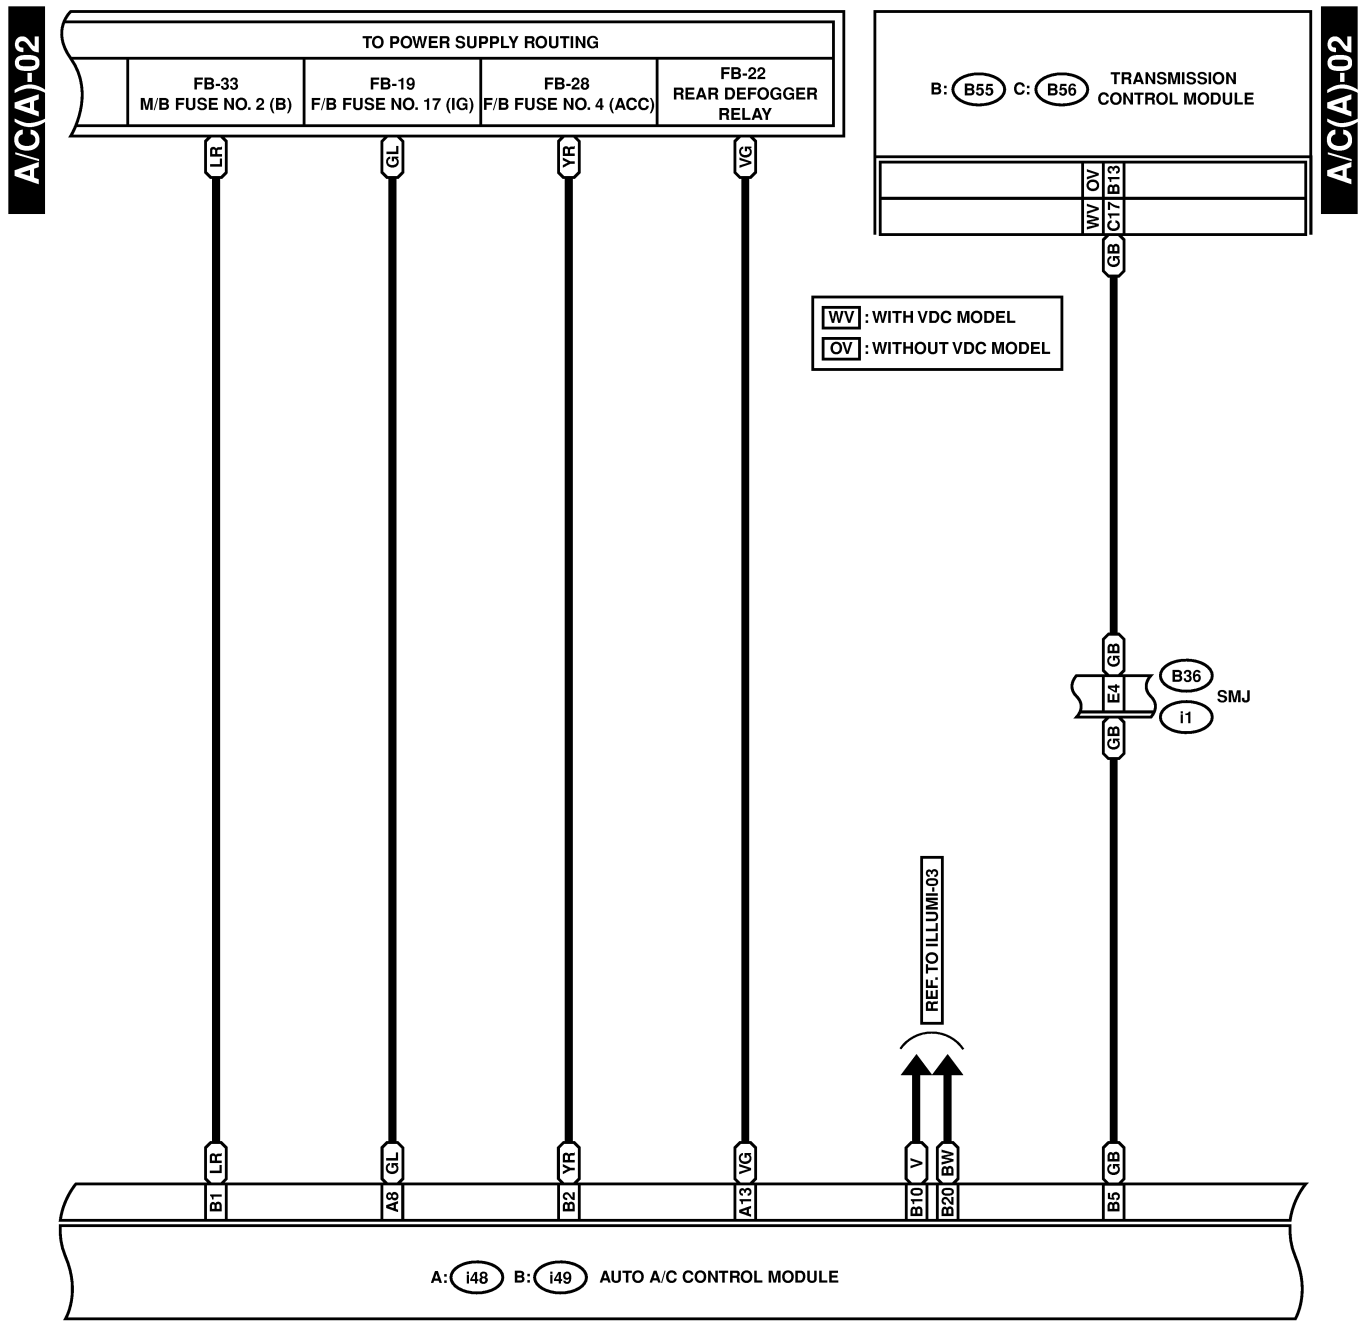 A/C(A)-02
A/C(A)-02
TO POWER SUPPLY ROUTING
FB-33
M/B FUSE NO. 2 (B)
FB-19
F/B FUSE NO. 17 (IG)
FB-28
F/B FUSE NO. 4 (ACC)
FB-22
REAR DEFOGGER
RELAY
B: B55 C: B56
TRANSMISSION
CONTROL MODULE
LR
GL
YR
VG
OV B13
WV C17
GB
WV : WITH VDC MODEL
OV : WITHOUT VDC MODEL
GB
E4
B36
SMJ
i1
GB
REF. TO ILLUMI-03
LR
GL
YR
VG
V
BW
GB
B1
A8
B2
A13
B10
B20
B5
A: i48 B: i49 AUTO A/C CONTROL MODULE